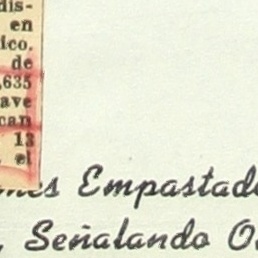 dis-
en
ico.
de
,635
ave
can
13
el
Empastad
, Señalando O